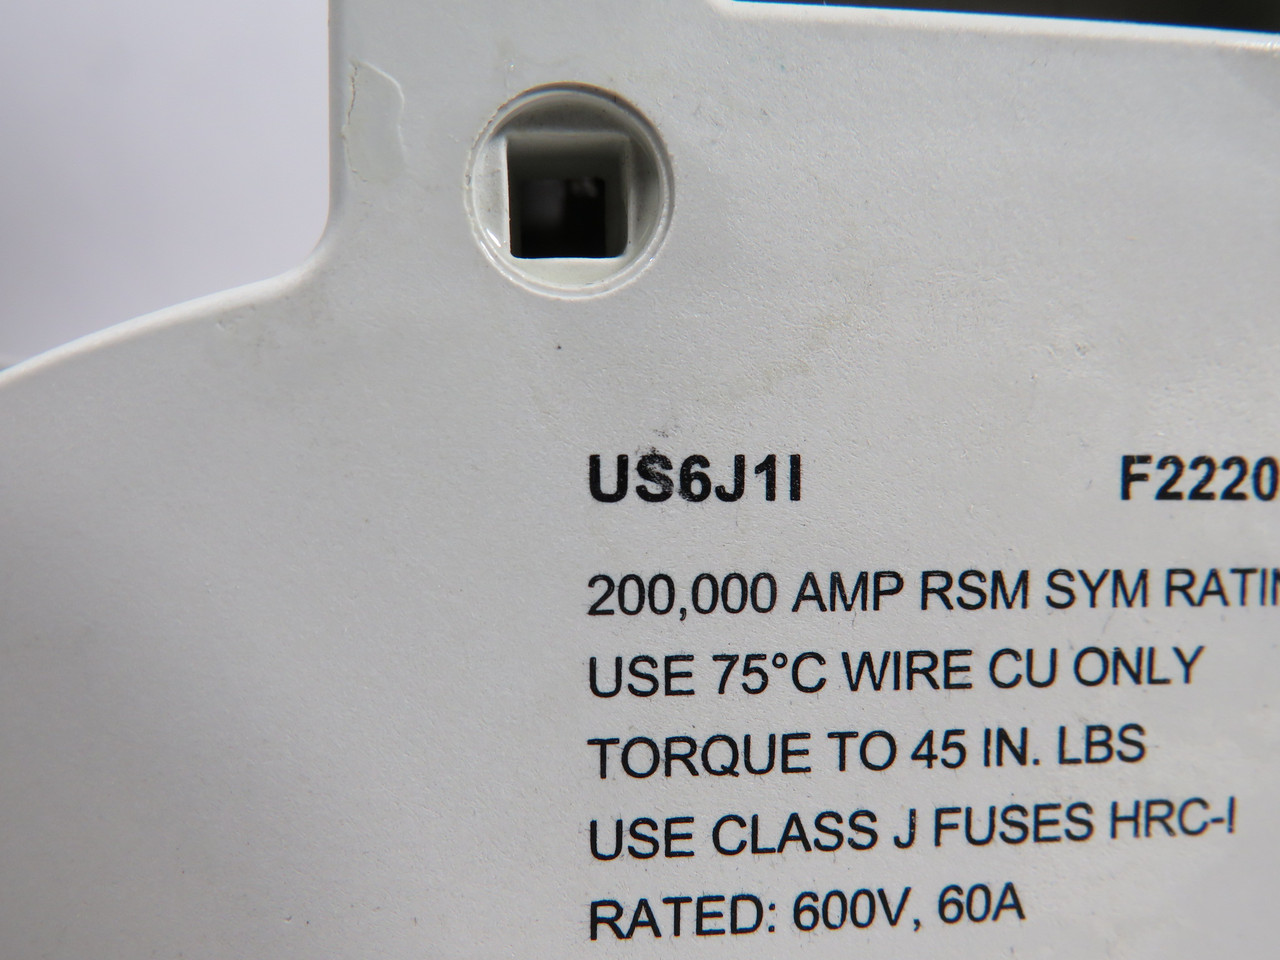 US6J1I F2220
200,000 AMP RSM SYM
USE 75°C WIRE CU ONLY
TORQUE TO 45 IN. LBS
USE CLASS J FUSES HRC-I
RATED: 600V, 60A